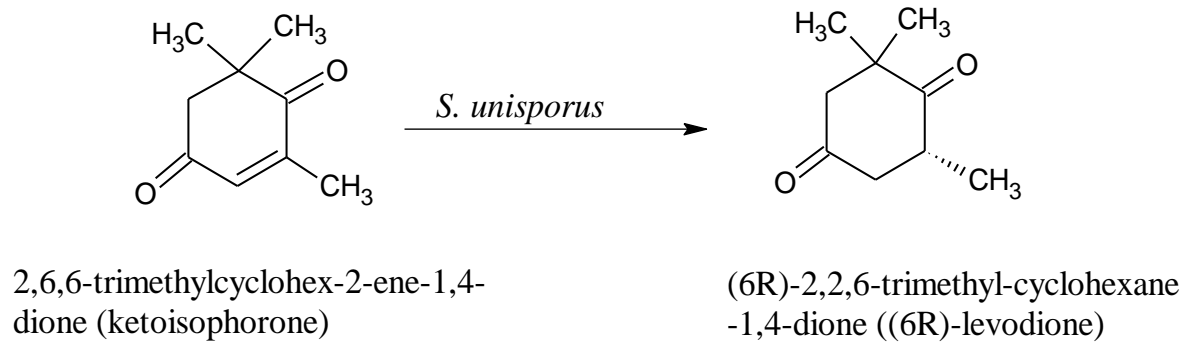 H3C CH3 H3C CH3
O O
S. unisporus
O CH3 O CH3
2,6,6-trimethylcyclohex-2-ene-1,4- (6R)-2,2,6-trimethyl-cyclohexane
dione (ketoisophorone) -1,4-dione ((6R)-levodione)